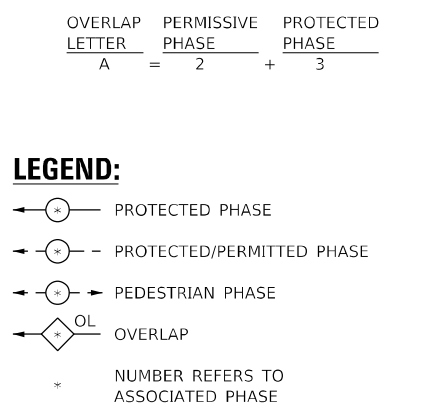 OVERLAP PERMISSIVE PROTECTED
LETTER PHASE PHASE
A = 2 + 3
LEGEND:
* PROTECTED PHASE
* PROTECTED/PERMITTED PHASE
* PEDESTRIAN PHASE
OL
* OVERLAP
* NUMBER REFERS TO
ASSOCIATED PHASE